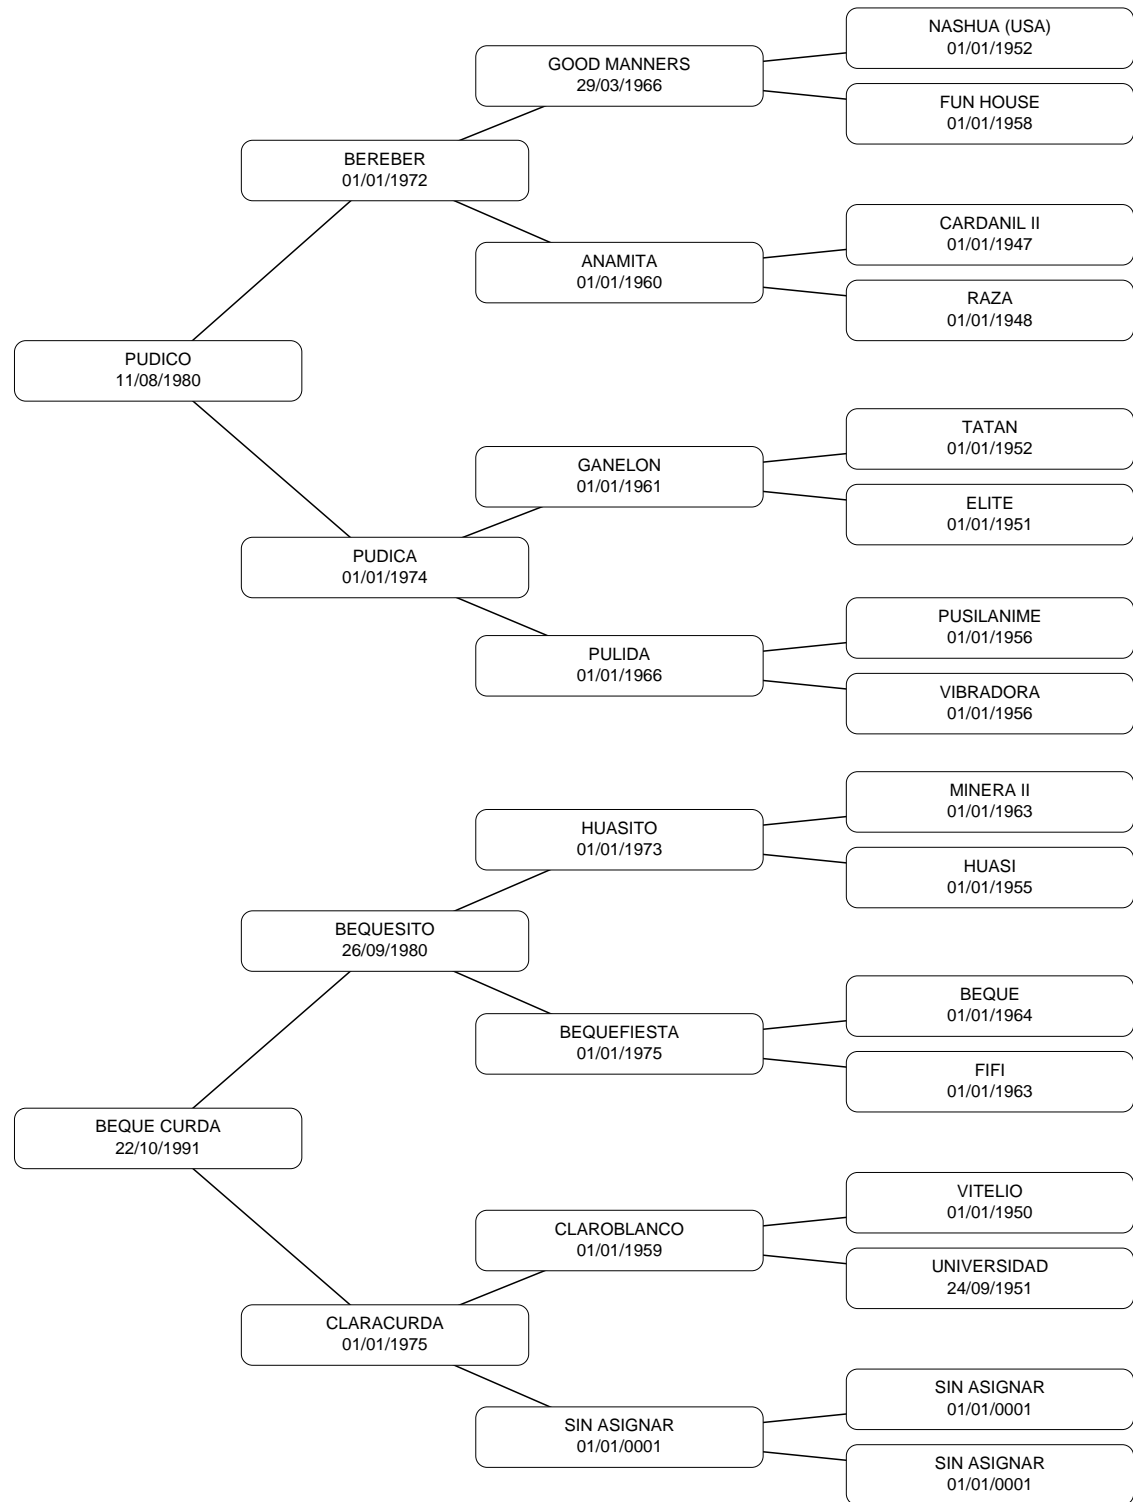 NASHUA (USA)
01/01/1952
GOOD MANNERS
29/03/1966
FUN HOUSE
01/01/1958
BEREBER
01/01/1972
CARDANIL II
01/01/1947
ANAMITA
01/01/1960
RAZA
01/01/1948
PUDICO
11/08/1980
TATAN
01/01/1952
GANELON
01/01/1961
ELITE
01/01/1951
PUDICA
01/01/1974
PUSILANIME
01/01/1956
PULIDA
01/01/1966
VIBRADORA
01/01/1956
MINERA II
01/01/1963
HUASITO
01/01/1973
HUASI
01/01/1955
BEQUESITO
26/09/1980
BEQUE
01/01/1964
BEQUEFIESTA
01/01/1975
FIFI
01/01/1963
BEQUE CURDA
22/10/1991
VITELIO
01/01/1950
CLAROBLANCO
01/01/1959
UNIVERSIDAD
24/09/1951
CLARACURDA
01/01/1975
SIN ASIGNAR
01/01/0001
SIN ASIGNAR
01/01/0001
SIN ASIGNAR
01/01/0001